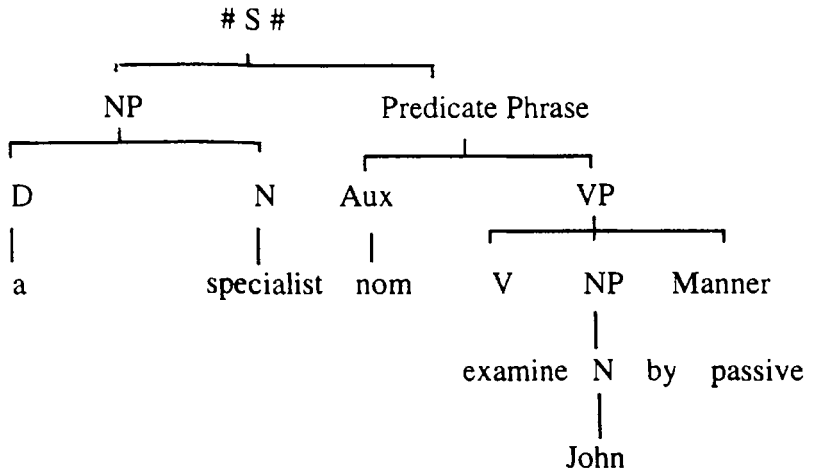 # S #
NP Predicate Phrase
D N Aux VP
a specialist nom V NP Manner
examine N by passive
John